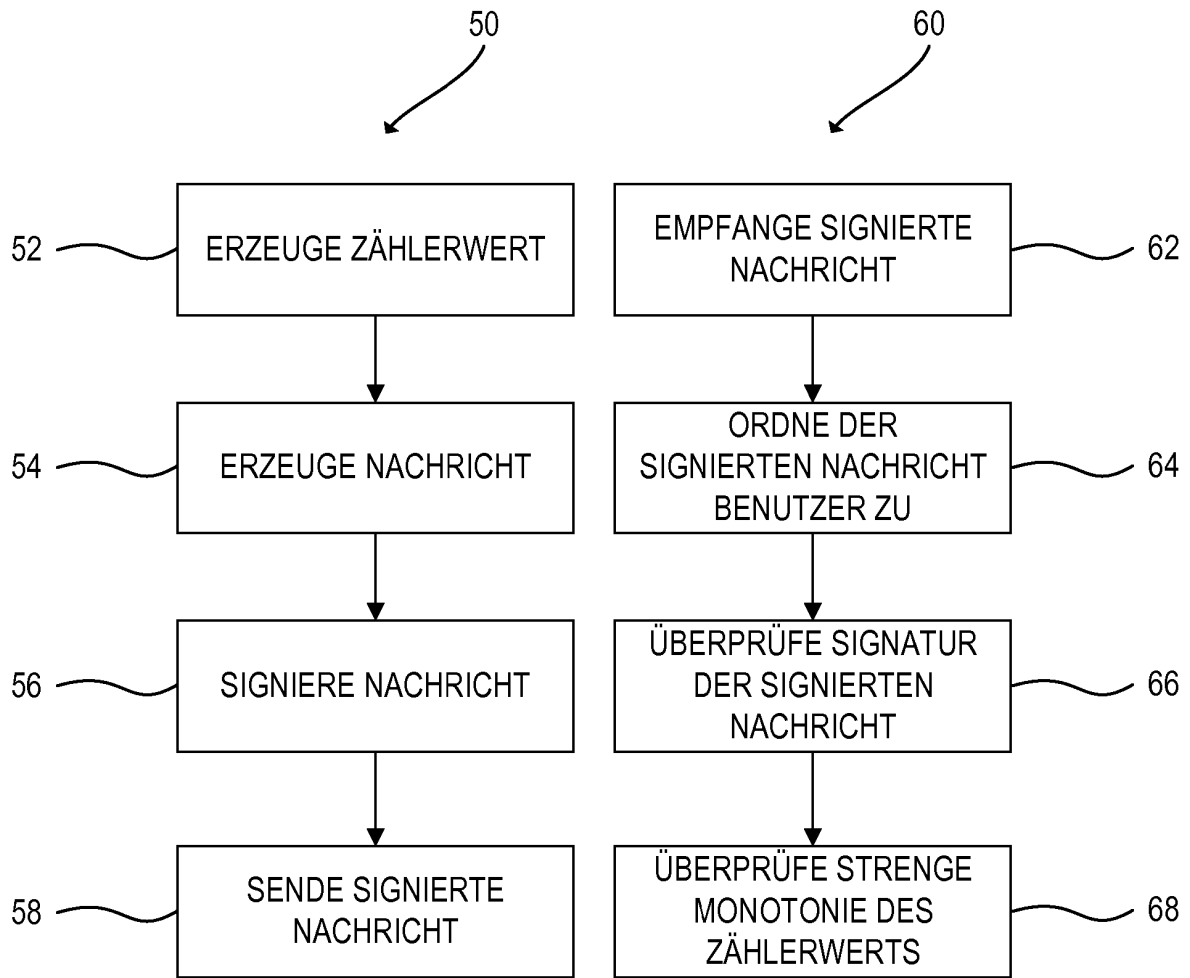 50
60
52
ERZEUGE ZÄHLERWERT
EMPFANGE SIGNIERTE
NACHRICHT
62
54
ERZEUGE NACHRICHT
ORDNE DER
SIGNIERTEN NACHRICHT
BENUTZER ZU
64
56
SIGNIERE NACHRICHT
ÜBERPRÜFE SIGNATUR
DER SIGNIERTEN
NACHRICHT
66
58
SENDE SIGNIERTE
NACHRICHT
ÜBERPRÜFE STRENGE
MONOTONIE DES
ZÄHLERWERTS
68